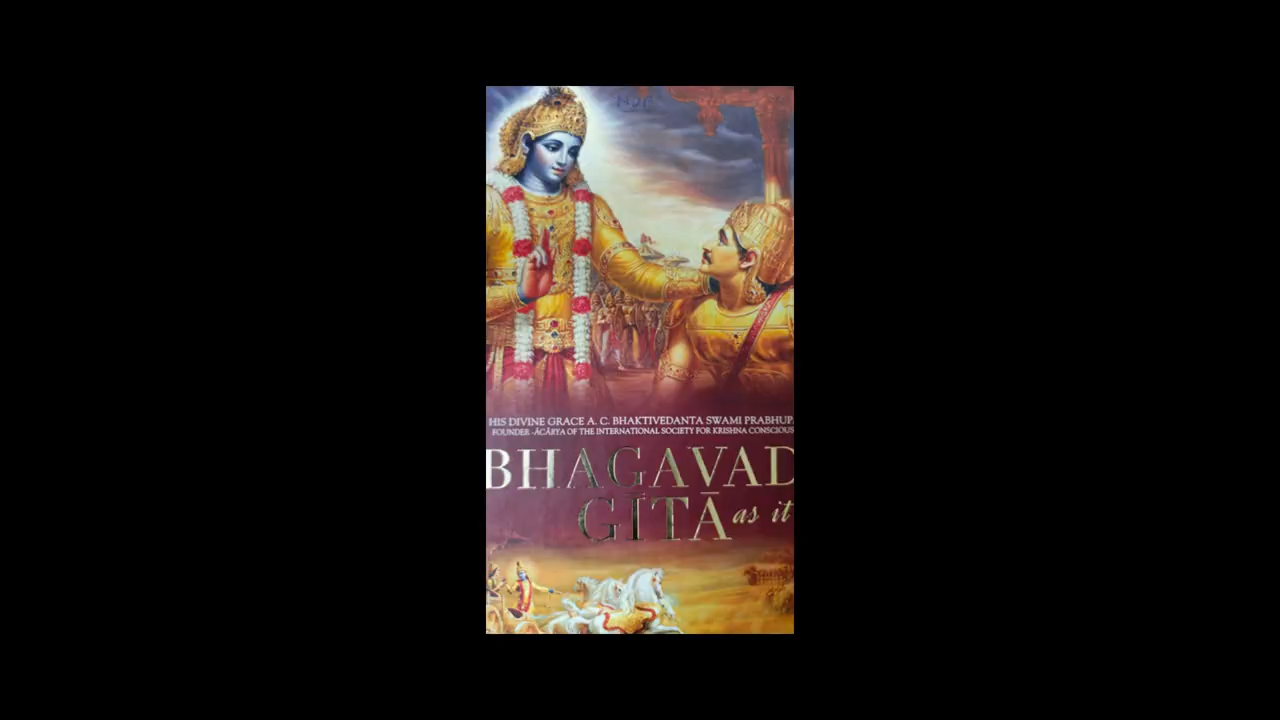 HIS DIVINE GRACE A. C. BHAKTIVEDANTA SWAMI PRABHUP
FOUNDER -ĀCĀRYA OF THE INTERNATIONAL SOCIETY FOR KRISHNA CONSCIOUS
BHAGAVAD
GĪTĀ as it